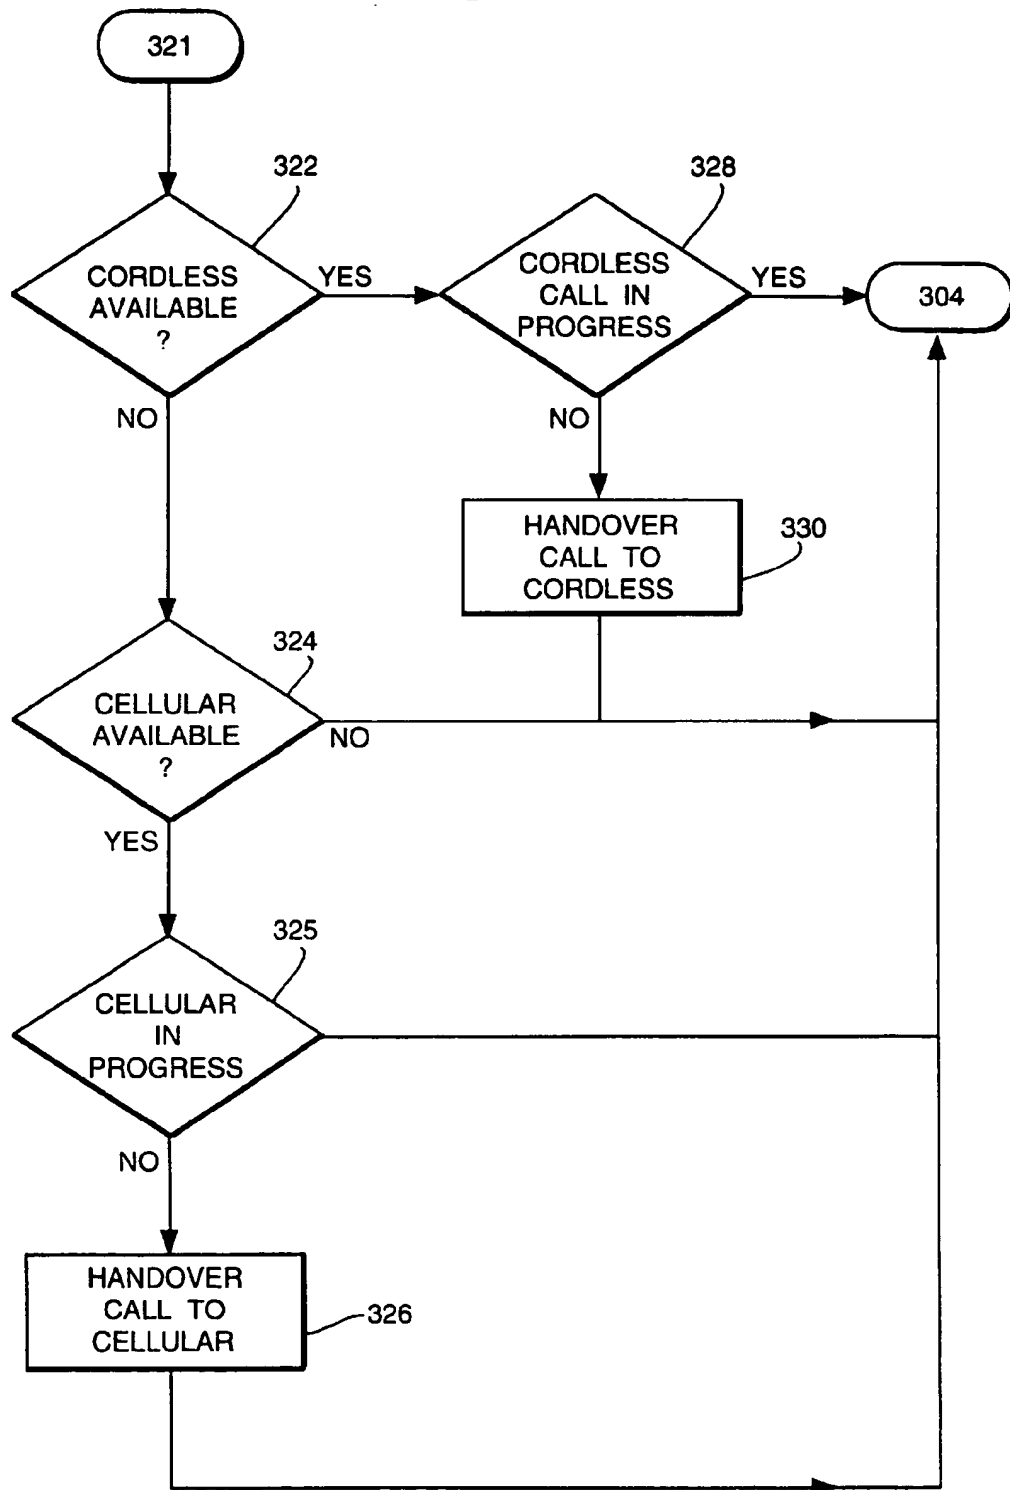 321
322
CORDLESS
AVAILABLE
?
YES
NO
328
CORDLESS
CALL IN
PROGRESS
YES
304
NO
HANDOVER
CALL TO
CORDLESS
330
324
CELLULAR
AVAILABLE
?
NO
YES
325
CELLULAR
IN
PROGRESS
NO
HANDOVER
CALL TO
CELLULAR
326